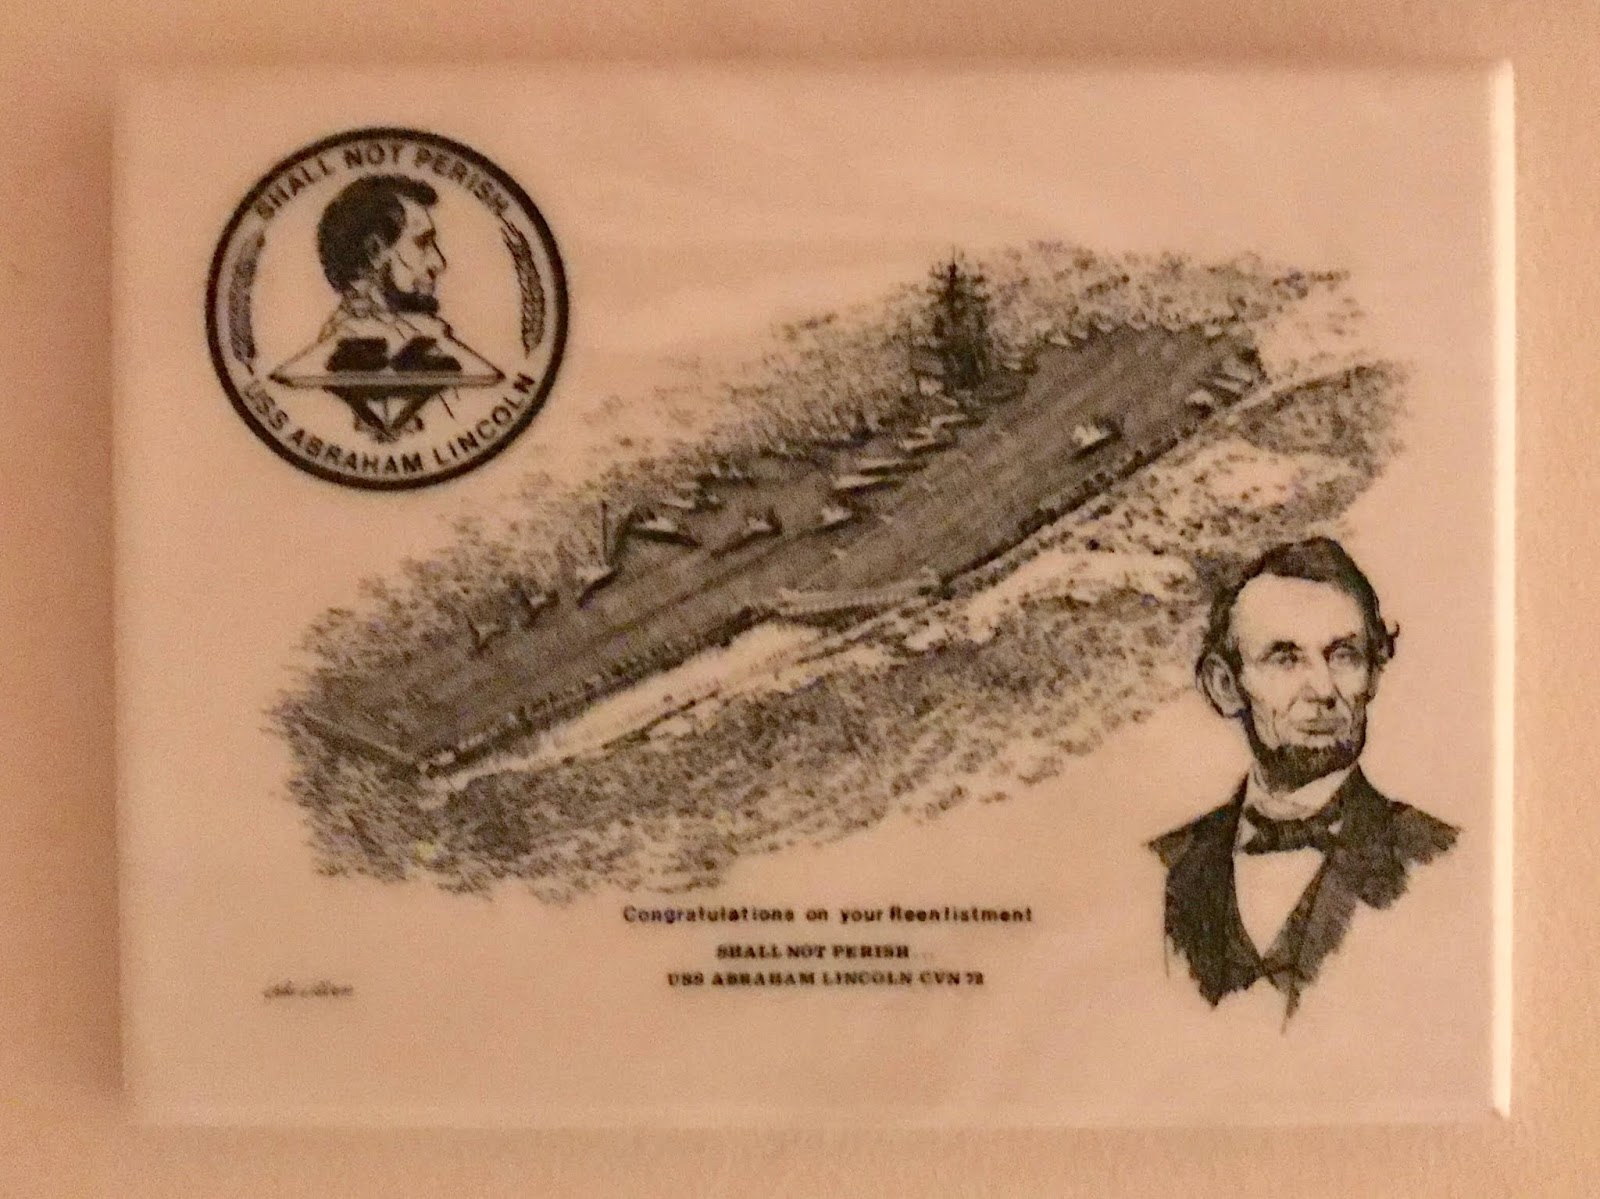 SHALL NOT PERISH
USS ABRAHAM LINCOLN
Congratulations on your Reenlistment
SHALL NOT PERISH...
USS ABRAHAM LINCOLN CVN 72